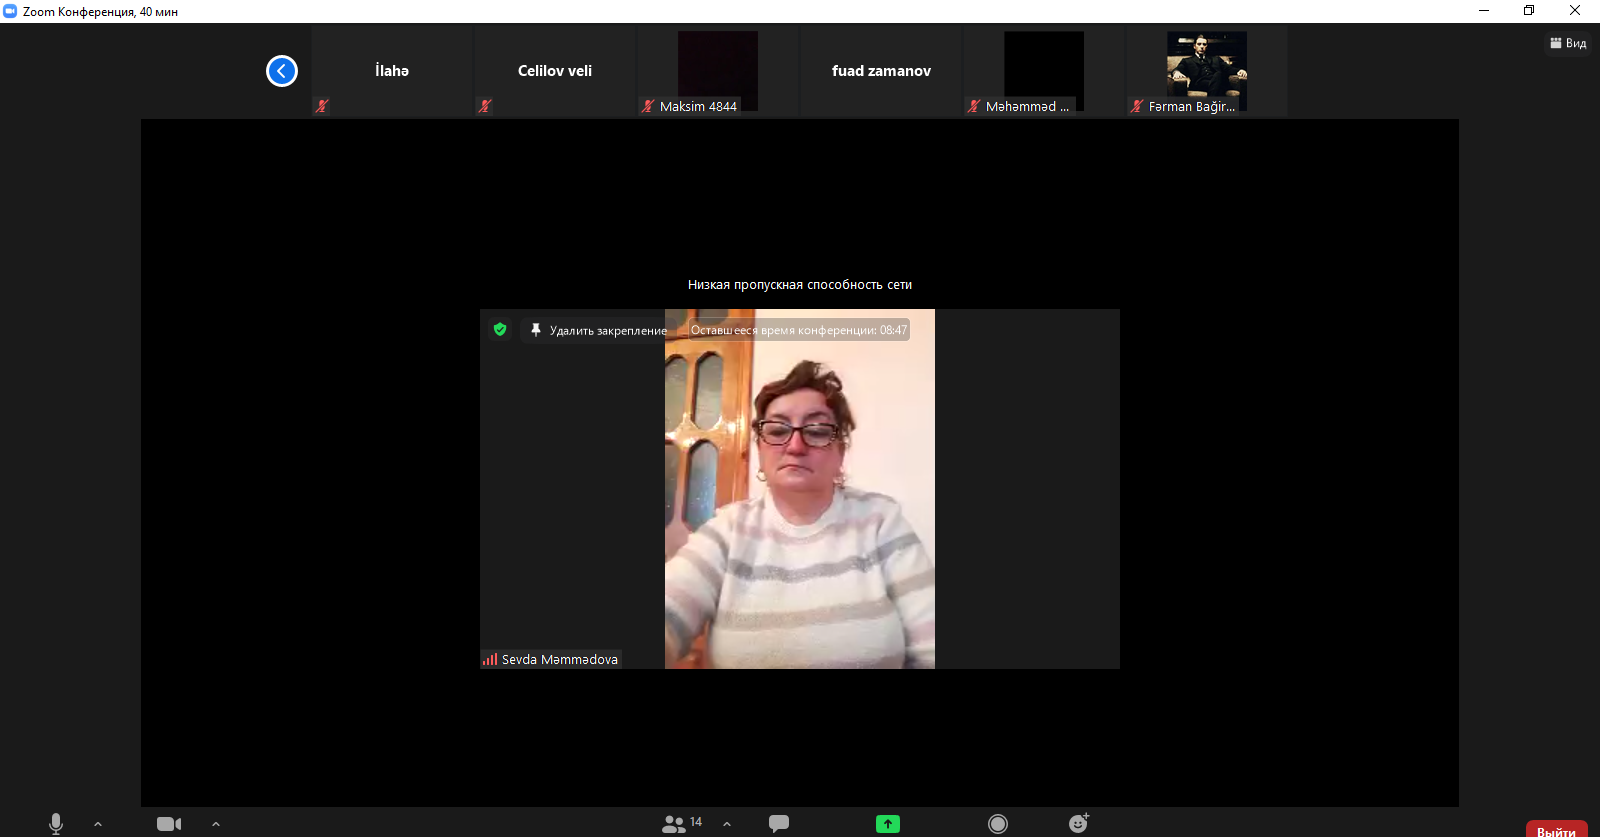 Zoom Конференция, 40 мин
Вид
İlahə
Celilov veli
Maksim 4844
fuad zamanov
Məhəmməd ...
Fərman Bağir...
Низкая пропускная способность сети
Удалить закрепление
Оставшееся время конференции: 08:47
Sevda Məmmədova
14
Выйти